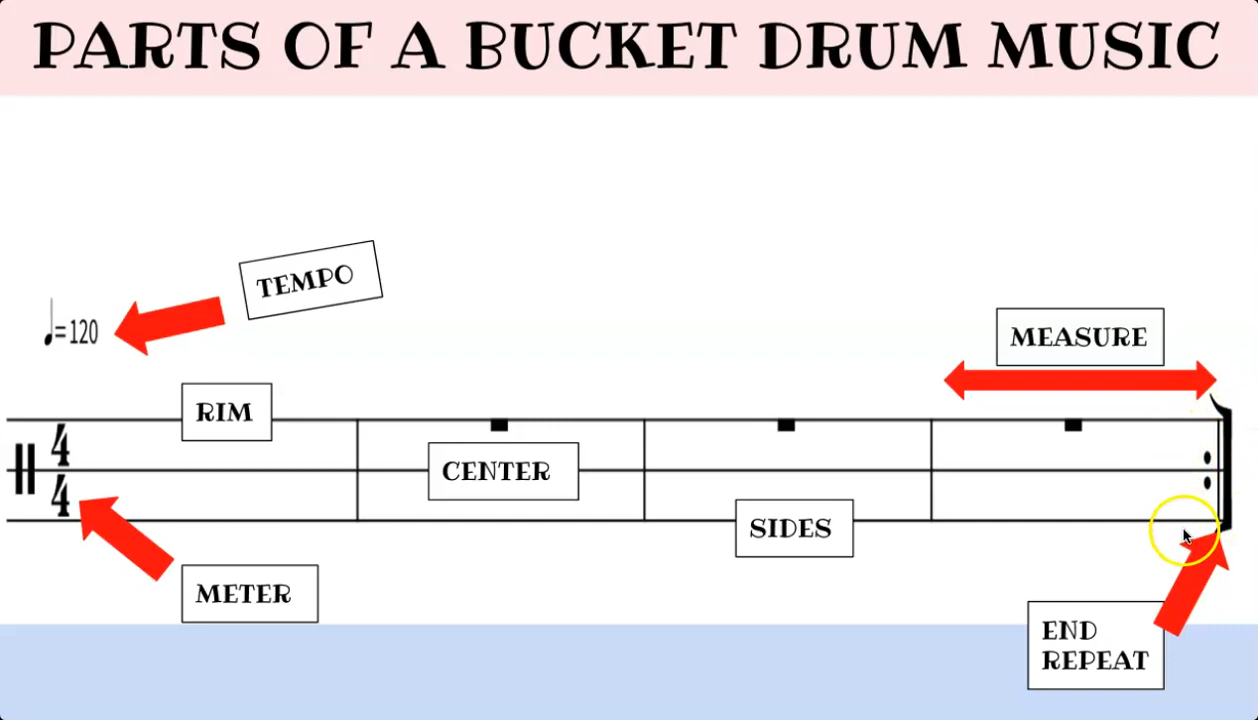 PARTS OF A BUCKET DRUM MUSIC
TEMPO
=120
MEASURE
RIM
4
4
CENTER
SIDES
METER
END
REPEAT